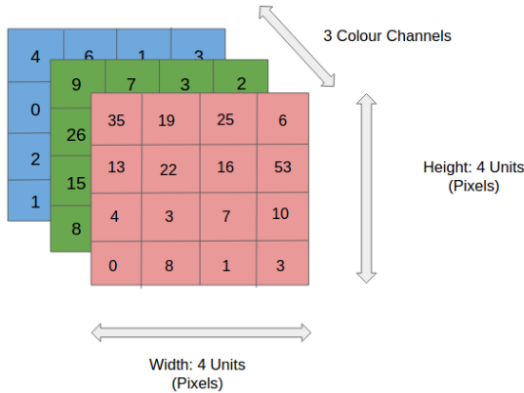 3 Colour Channels
4 6 1 3
0
2
1
9 7 3 2
26
15
8
35 19 25 6
13 22 16 53
4 3 7 10
0 8 1 3
Height: 4 Units
(Pixels)
Width: 4 Units
(Pixels)